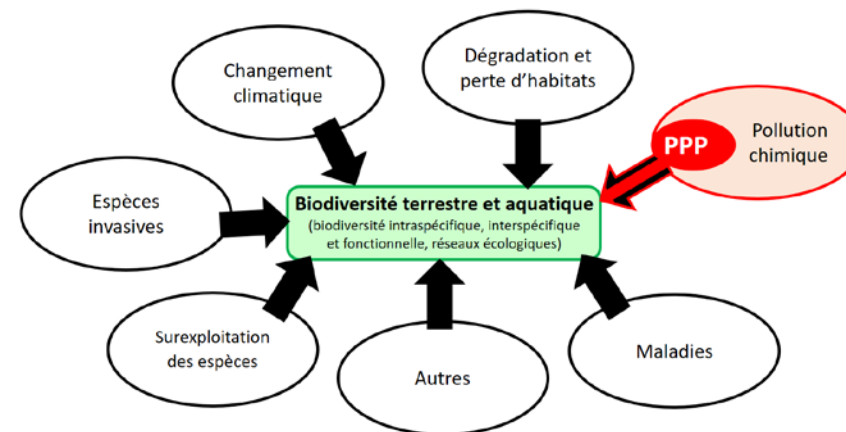 Changement
climatique
Dégradation et
perte d'habitats
PPP
Pollution
chimique
Espèces
invasives
Biodiversité terrestre et aquatique
(biodiversité intraspécifique, interspécifique
et fonctionnelle, réseaux écologiques)
Surexploitation
des espèces
Autres
Maladies